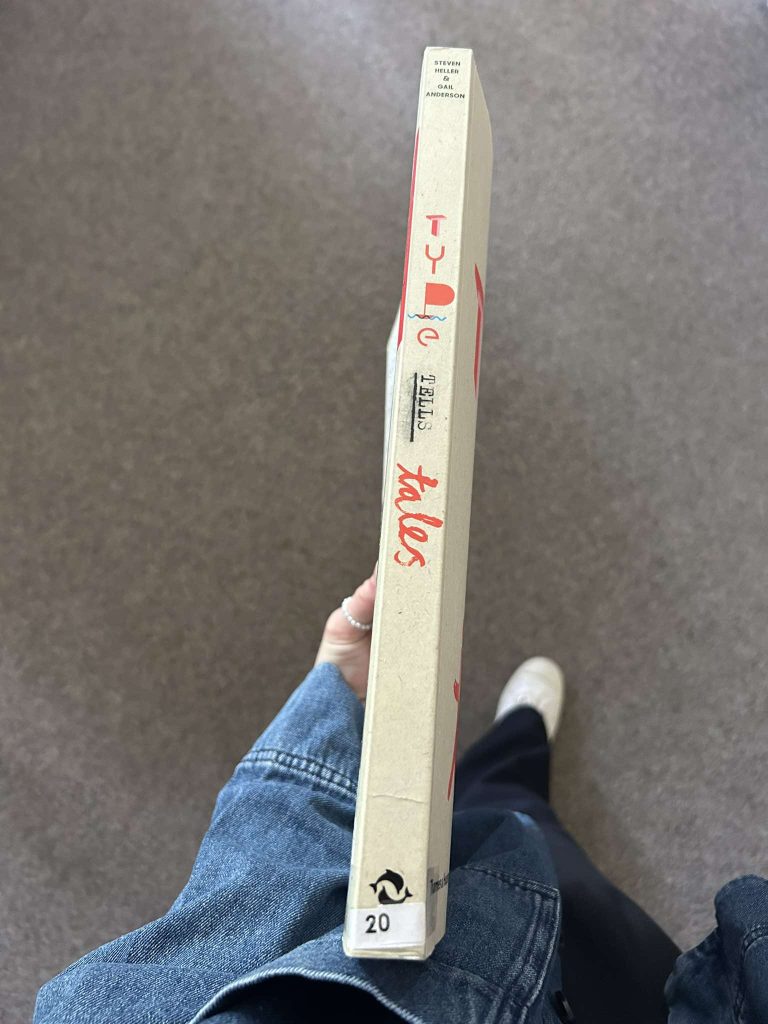 STEVEN
HELLER
&
GAIL
ANDERSON
TYPE
TELLS
tales
20